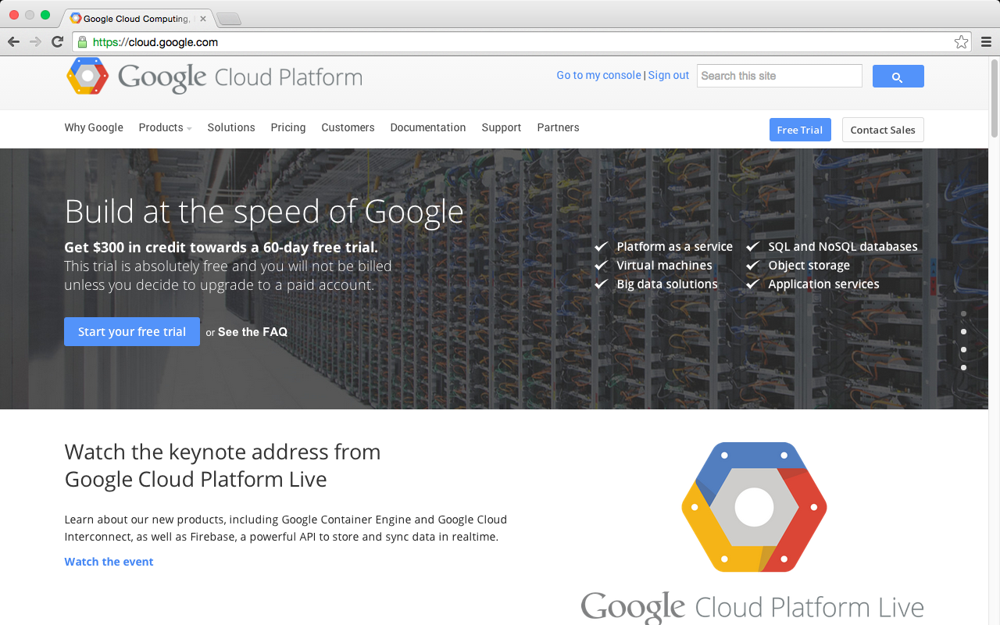 Google Cloud Computing,
https://cloud.google.com
Google Cloud Platform
Go to my console | Sign out
Search this site
Why Google Products Solutions Pricing Customers Documentation Support Partners
Free Trial Contact Sales
Build at the speed of Google
Get $300 in credit towards a 60-day free trial.
This trial is absolutely free and you will not be billed
unless you decide to upgrade to a paid account.
Start your free trial or See the FAQ
Platform as a service SQL and NoSQL databases
Virtual machines Object storage
Big data solutions Application services
Watch the keynote address from
Google Cloud Platform Live
Learn about our new products, including Google Container Engine and Google Cloud
Interconnect, as well as Firebase, a powerful API to store and sync data in realtime.
Watch the event
Google Cloud Platform Live